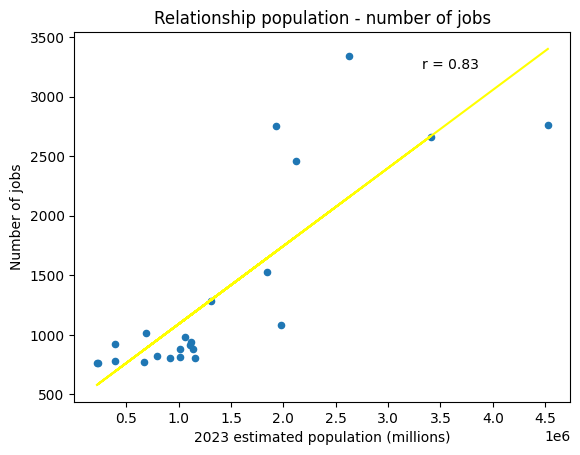 Relationship population - number of jobs
r = 0.83
Number of jobs
3500
3000
2500
2000
1500
1000
500
0.5 1.0 1.5 2.0 2.5 3.0 3.5 4.0 4.5
1e6
2023 estimated population (millions)